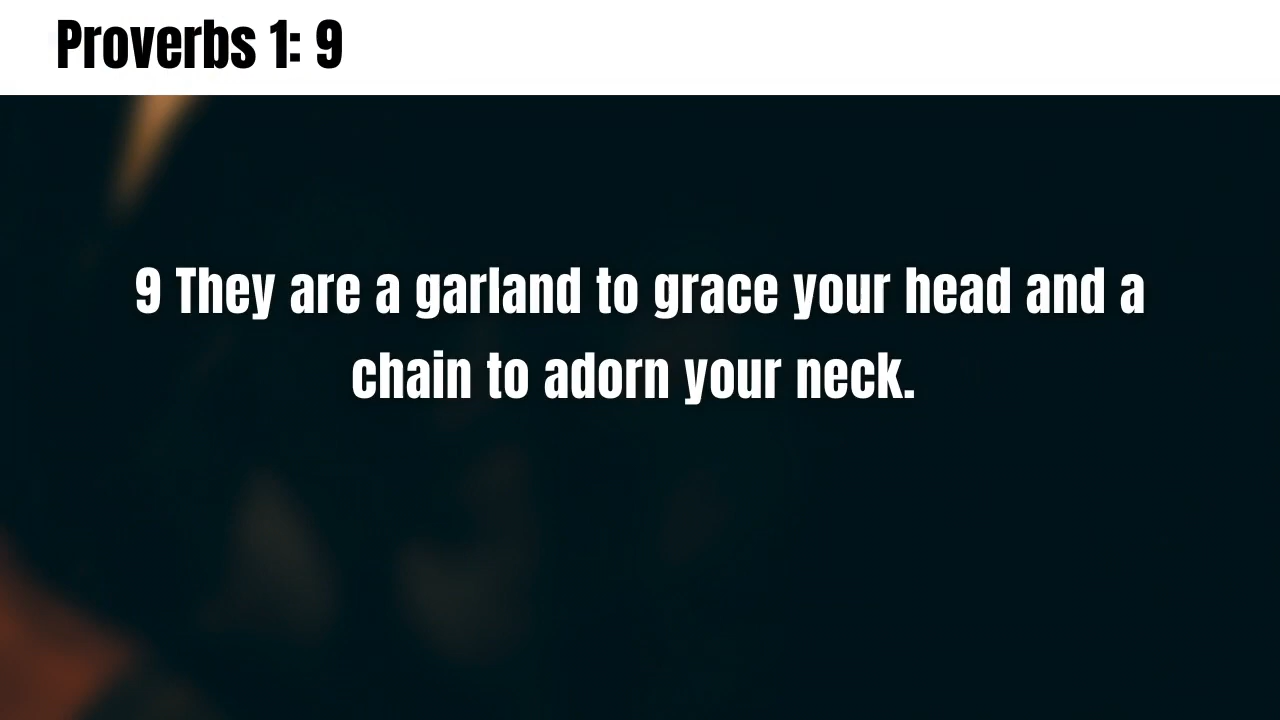 Proverbs 1: 9
9 They are a garland to grace your head and a
chain to adorn your neck.